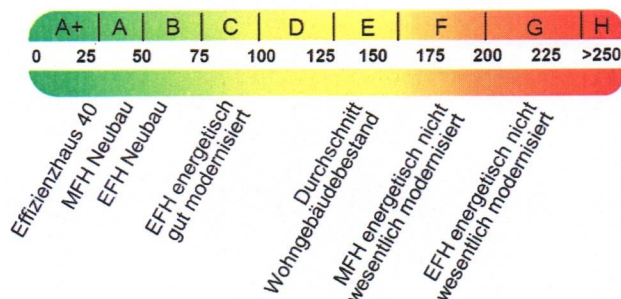 A+ A B C D E F G H
0 25 50 75 100 125 150 175 200 225 >250
Effizienzhaus 40
MFH Neubau
EFH Neubau
EFH energetisch
gut modernisiert
Durchschnitt
Wohngebäudebestand
MFH energetisch nicht
wesentlich modernisiert
EFH energetisch nicht
wesentlich modernisiert